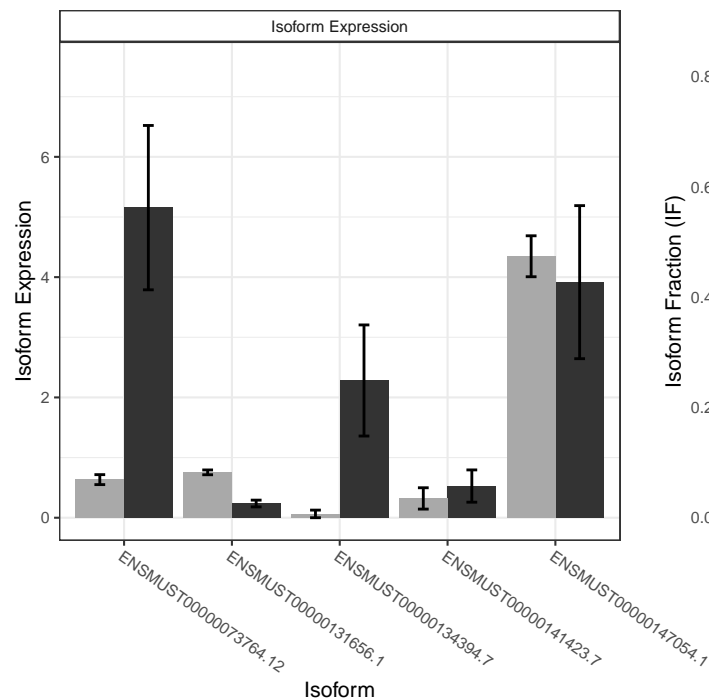 Isoform Expression
Isoform Expression
6
4
2
0
ENSMUST00000073764.12
ENSMUST00000131656.1
ENSMUST00000134394.7
ENSMUST00000141423.7
ENSMUST00000147054.1
Isoform
Isoform Fraction (IF)
0.8
0.6
0.4
0.2
0.0